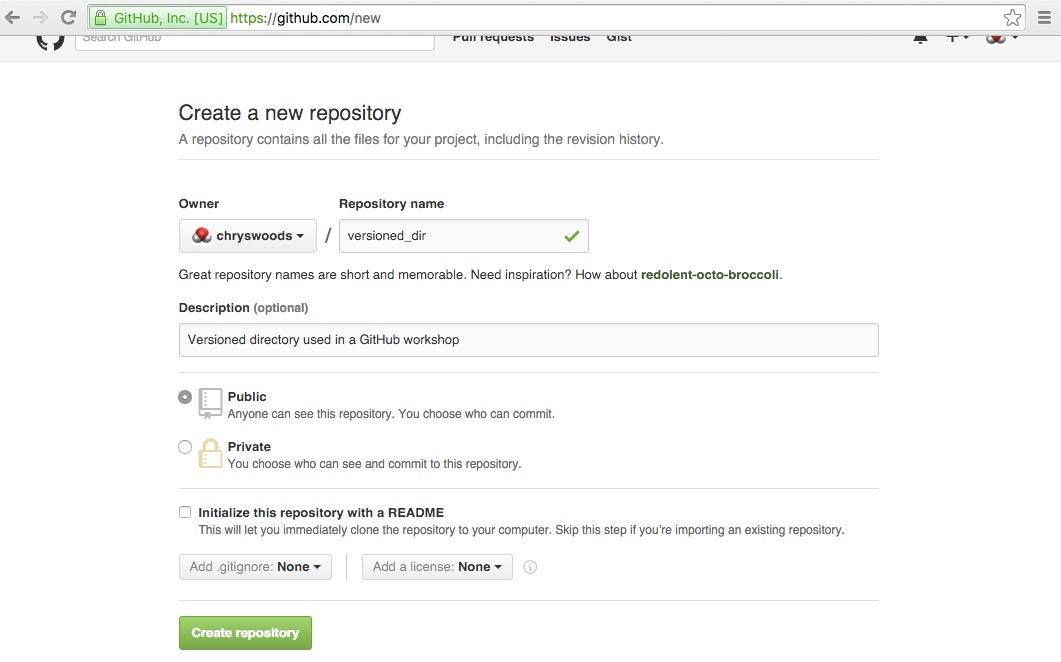 GitHub, Inc. [US] https://github.com/new
Search GitHub Pull requests Issues Gist
Create a new repository
A repository contains all the files for your project, including the revision history.
Owner Repository name
chryswoods / versioned_dir
Great repository names are short and memorable. Need inspiration? How about redolent-octo-broccoli.
Description (optional)
Versioned directory used in a GitHub workshop
Public
Anyone can see this repository. You choose who can commit.
Private
You choose who can see and commit to this repository.
Initialize this repository with a README
This will let you immediately clone the repository to your computer. Skip this step if you're importing an existing repository.
Add .gitignore: None Add a license: None
Create repository